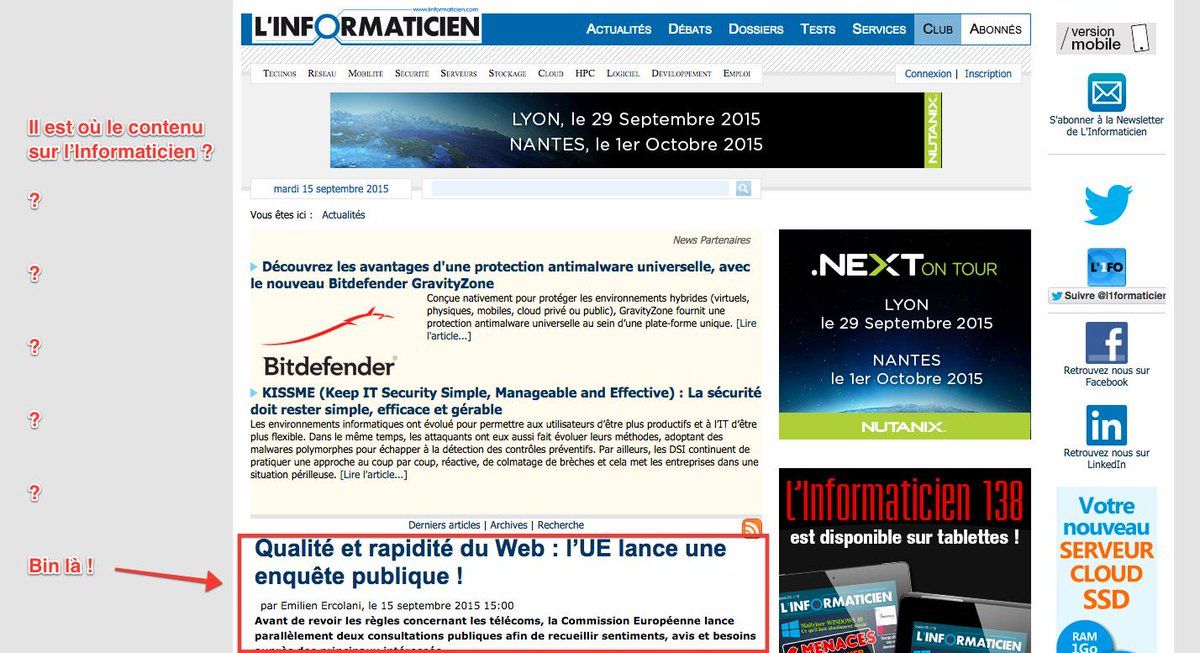 www.linformaticien.com
L'INFORMATICIEN
ACTUALITÉS DÉBATS DOSSIERS TESTS SERVICES CLUB ABONNÉS
TECHNOS RÉSEAU MOBILITÉ SÉCURITÉ SERVEURS STOCKAGE CLOUD HPC LOGICIEL DÉVELOPPEMENT EMPLOI
Connexion | Inscription
LYON, le 29 Septembre 2015
NANTES, le 1er Octobre 2015
NUTANIX
mardi 15 septembre 2015
Vous êtes ici : Actualités
Il est où le contenu
sur l'Informaticien ?
?
?
?
?
?
Bin là !
News Partenaires
Découvrez les avantages d'une protection antimalware universelle, avec
le nouveau Bitdefender GravityZone
Conçue nativement pour protéger les environnements hybrides (virtuels,
physiques, mobiles, cloud privé ou public), GravityZone fournit une
protection antimalware universelle au sein d'une plate-forme unique. [Lire
l'article...]
Bitdefender
KISSME (Keep IT Security Simple, Manageable and Effective) : La sécurité
doit rester simple, efficace et gérable
Les environnements informatiques ont évolué pour permettre aux utilisateurs d'être plus productifs et à l'IT d'être
plus flexible. Dans le même temps, les attaquants ont eux aussi fait évoluer leurs méthodes, adoptant des
malwares polymorphes pour échapper à la détection des contrôles préventifs. Par ailleurs, les DSI continuent de
pratiquer une approche au coup par coup, réactive, de colmatage de brèches et cela met les entreprises dans une
situation périlleuse. [Lire l'article...]
Derniers articles | Archives | Recherche
Qualité et rapidité du Web : l'UE lance une
enquête publique !
par Emilien Ercolani, le 15 septembre 2015 15:00
Avant de revoir les règles concernant les télécoms, la Commission Européenne lance
parallèlement deux consultations publiques afin de recueillir sentiments, avis et besoins
auprès des principaux intéressés
.NEXT ON TOUR
LYON
le 29 Septembre 2015
NANTES
le 1er Octobre 2015
NUTANIX.
l'Informaticien 138
est disponible sur tablettes !
L'INFORMATICIEN
Maîtriser WINDOWS 10
MENACES
L'INFORMATICIEN
version
mobile
S'abonner à la Newsletter
de L'Informaticien
L'1FO
Suivre @l1formaticien
Retrouvez nous sur
Facebook
Retrouvez nous sur
LinkedIn
Votre
nouveau
SERVEUR
CLOUD
SSD
RAM
1Go